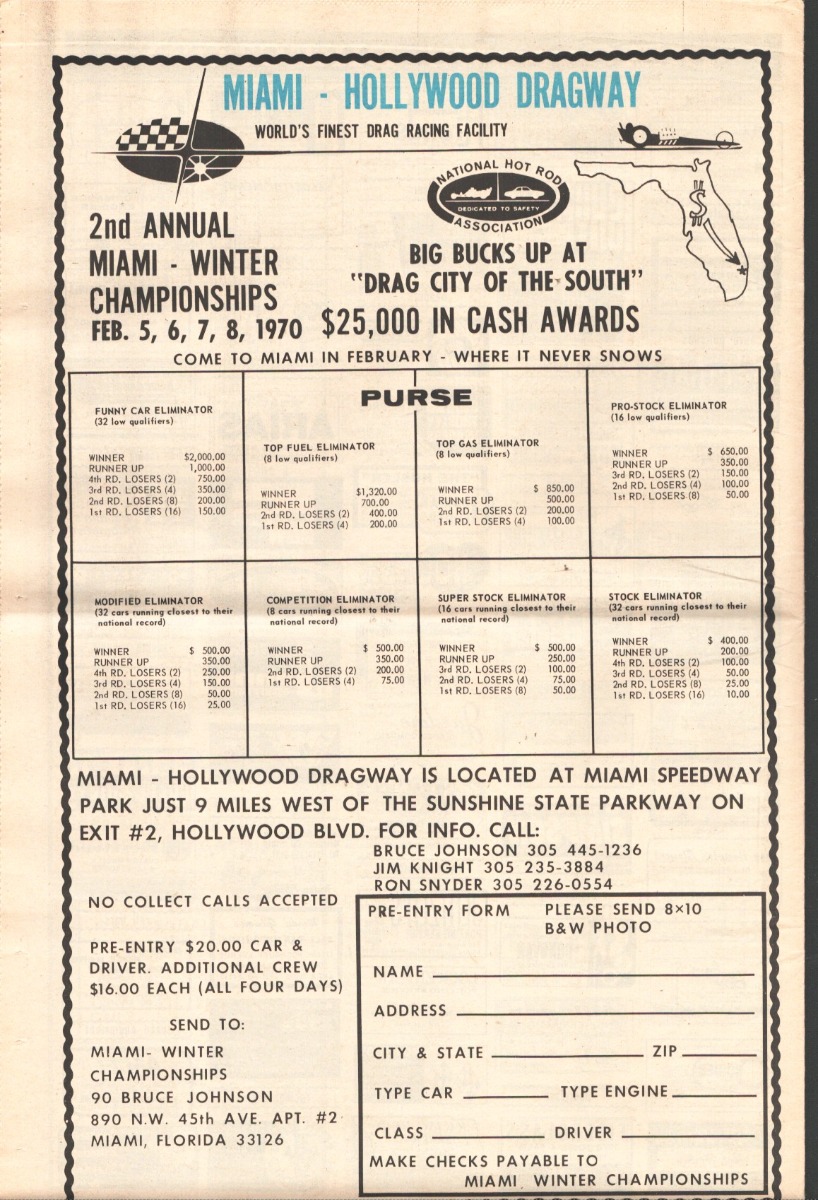 MIAMI - HOLLYWOOD DRAGWAY
WORLD'S FINEST DRAG RACING FACILITY
NATIONAL HOT ROD
DEDICATED TO SAFETY
ASSOCIATION
$
2nd ANNUAL
MIAMI - WINTER
CHAMPIONSHIPS
FEB. 5, 6, 7, 8, 1970
BIG BUCKS UP AT
"DRAG CITY OF THE SOUTH"
$25,000 IN CASH AWARDS
COME TO MIAMI IN FEBRUARY - WHERE IT NEVER SNOWS
PURSE
FUNNY CAR ELIMINATOR
(32 low qualifiers)
WINNER $2,000.00
RUNNER UP 1,000.00
4th RD. LOSERS (2) 750.00
3rd RD. LOSERS (4) 350.00
2nd RD. LOSERS (8) 200.00
1st RD. LOSERS (16) 150.00
TOP FUEL ELIMINATOR
(8 low qualifiers)
WINNER $1,320.00
RUNNER UP 700.00
2nd RD. LOSERS (2) 400.00
1st RD. LOSERS (4) 200.00
TOP GAS ELIMINATOR
(8 low qualifiers)
WINNER $ 850.00
RUNNER UP 500.00
2nd RD. LOSERS (2) 200.00
1st RD. LOSERS (4) 100.00
PRO-STOCK ELIMINATOR
(16 low qualifiers)
WINNER $ 650.00
RUNNER UP 350.00
3rd RD. LOSERS (2) 150.00
2nd RD. LOSERS (4) 100.00
1st RD. LOSERS (8) 50.00
MODIFIED ELIMINATOR
(32 cars running closest to their
national record)
WINNER $ 500.00
RUNNER UP 350.00
4th RD. LOSERS (2) 250.00
3rd RD. LOSERS (4) 150.00
2nd RD. LOSERS (8) 50.00
1st RD. LOSERS (16) 25.00
COMPETITION ELIMINATOR
(8 cars running closest to their
national record)
WINNER $ 500.00
RUNNER UP 350.00
2nd RD. LOSERS (2) 200.00
1st RD. LOSERS (4) 75.00
SUPER STOCK ELIMINATOR
(16 cars running closest to their
national record)
WINNER $ 500.00
RUNNER UP 250.00
3rd RD. LOSERS (2) 100.00
2nd RD. LOSERS (4) 75.00
1st RD. LOSERS (8) 50.00
STOCK ELIMINATOR
(32 cars running closest to their
national record)
WINNER $ 400.00
RUNNER UP 200.00
4th RD. LOSERS (2) 100.00
3rd RD. LOSERS (4) 50.00
2nd RD. LOSERS (8) 25.00
1st RD. LOSERS (16) 10.00
MIAMI - HOLLYWOOD DRAGWAY IS LOCATED AT MIAMI SPEEDWAY
PARK JUST 9 MILES WEST OF THE SUNSHINE STATE PARKWAY ON
EXIT #2, HOLLYWOOD BLVD. FOR INFO. CALL:
BRUCE JOHNSON 305 445-1236
JIM KNIGHT 305 235-3884
RON SNYDER 305 226-0554
NO COLLECT CALLS ACCEPTED
PRE-ENTRY $20.00 CAR &
DRIVER. ADDITIONAL CREW
$16.00 EACH (ALL FOUR DAYS)
SEND TO:
MIAMI- WINTER
CHAMPIONSHIPS
90 BRUCE JOHNSON
890 N.W. 45th AVE. APT. #2
MIAMI, FLORIDA 33126
PRE-ENTRY FORM PLEASE SEND 8×10
B&W PHOTO
NAME
ADDRESS
CITY & STATE ZIP
TYPE CAR TYPE ENGINE
CLASS DRIVER
MAKE CHECKS PAYABLE TO
MIAMI WINTER CHAMPIONSHIPS